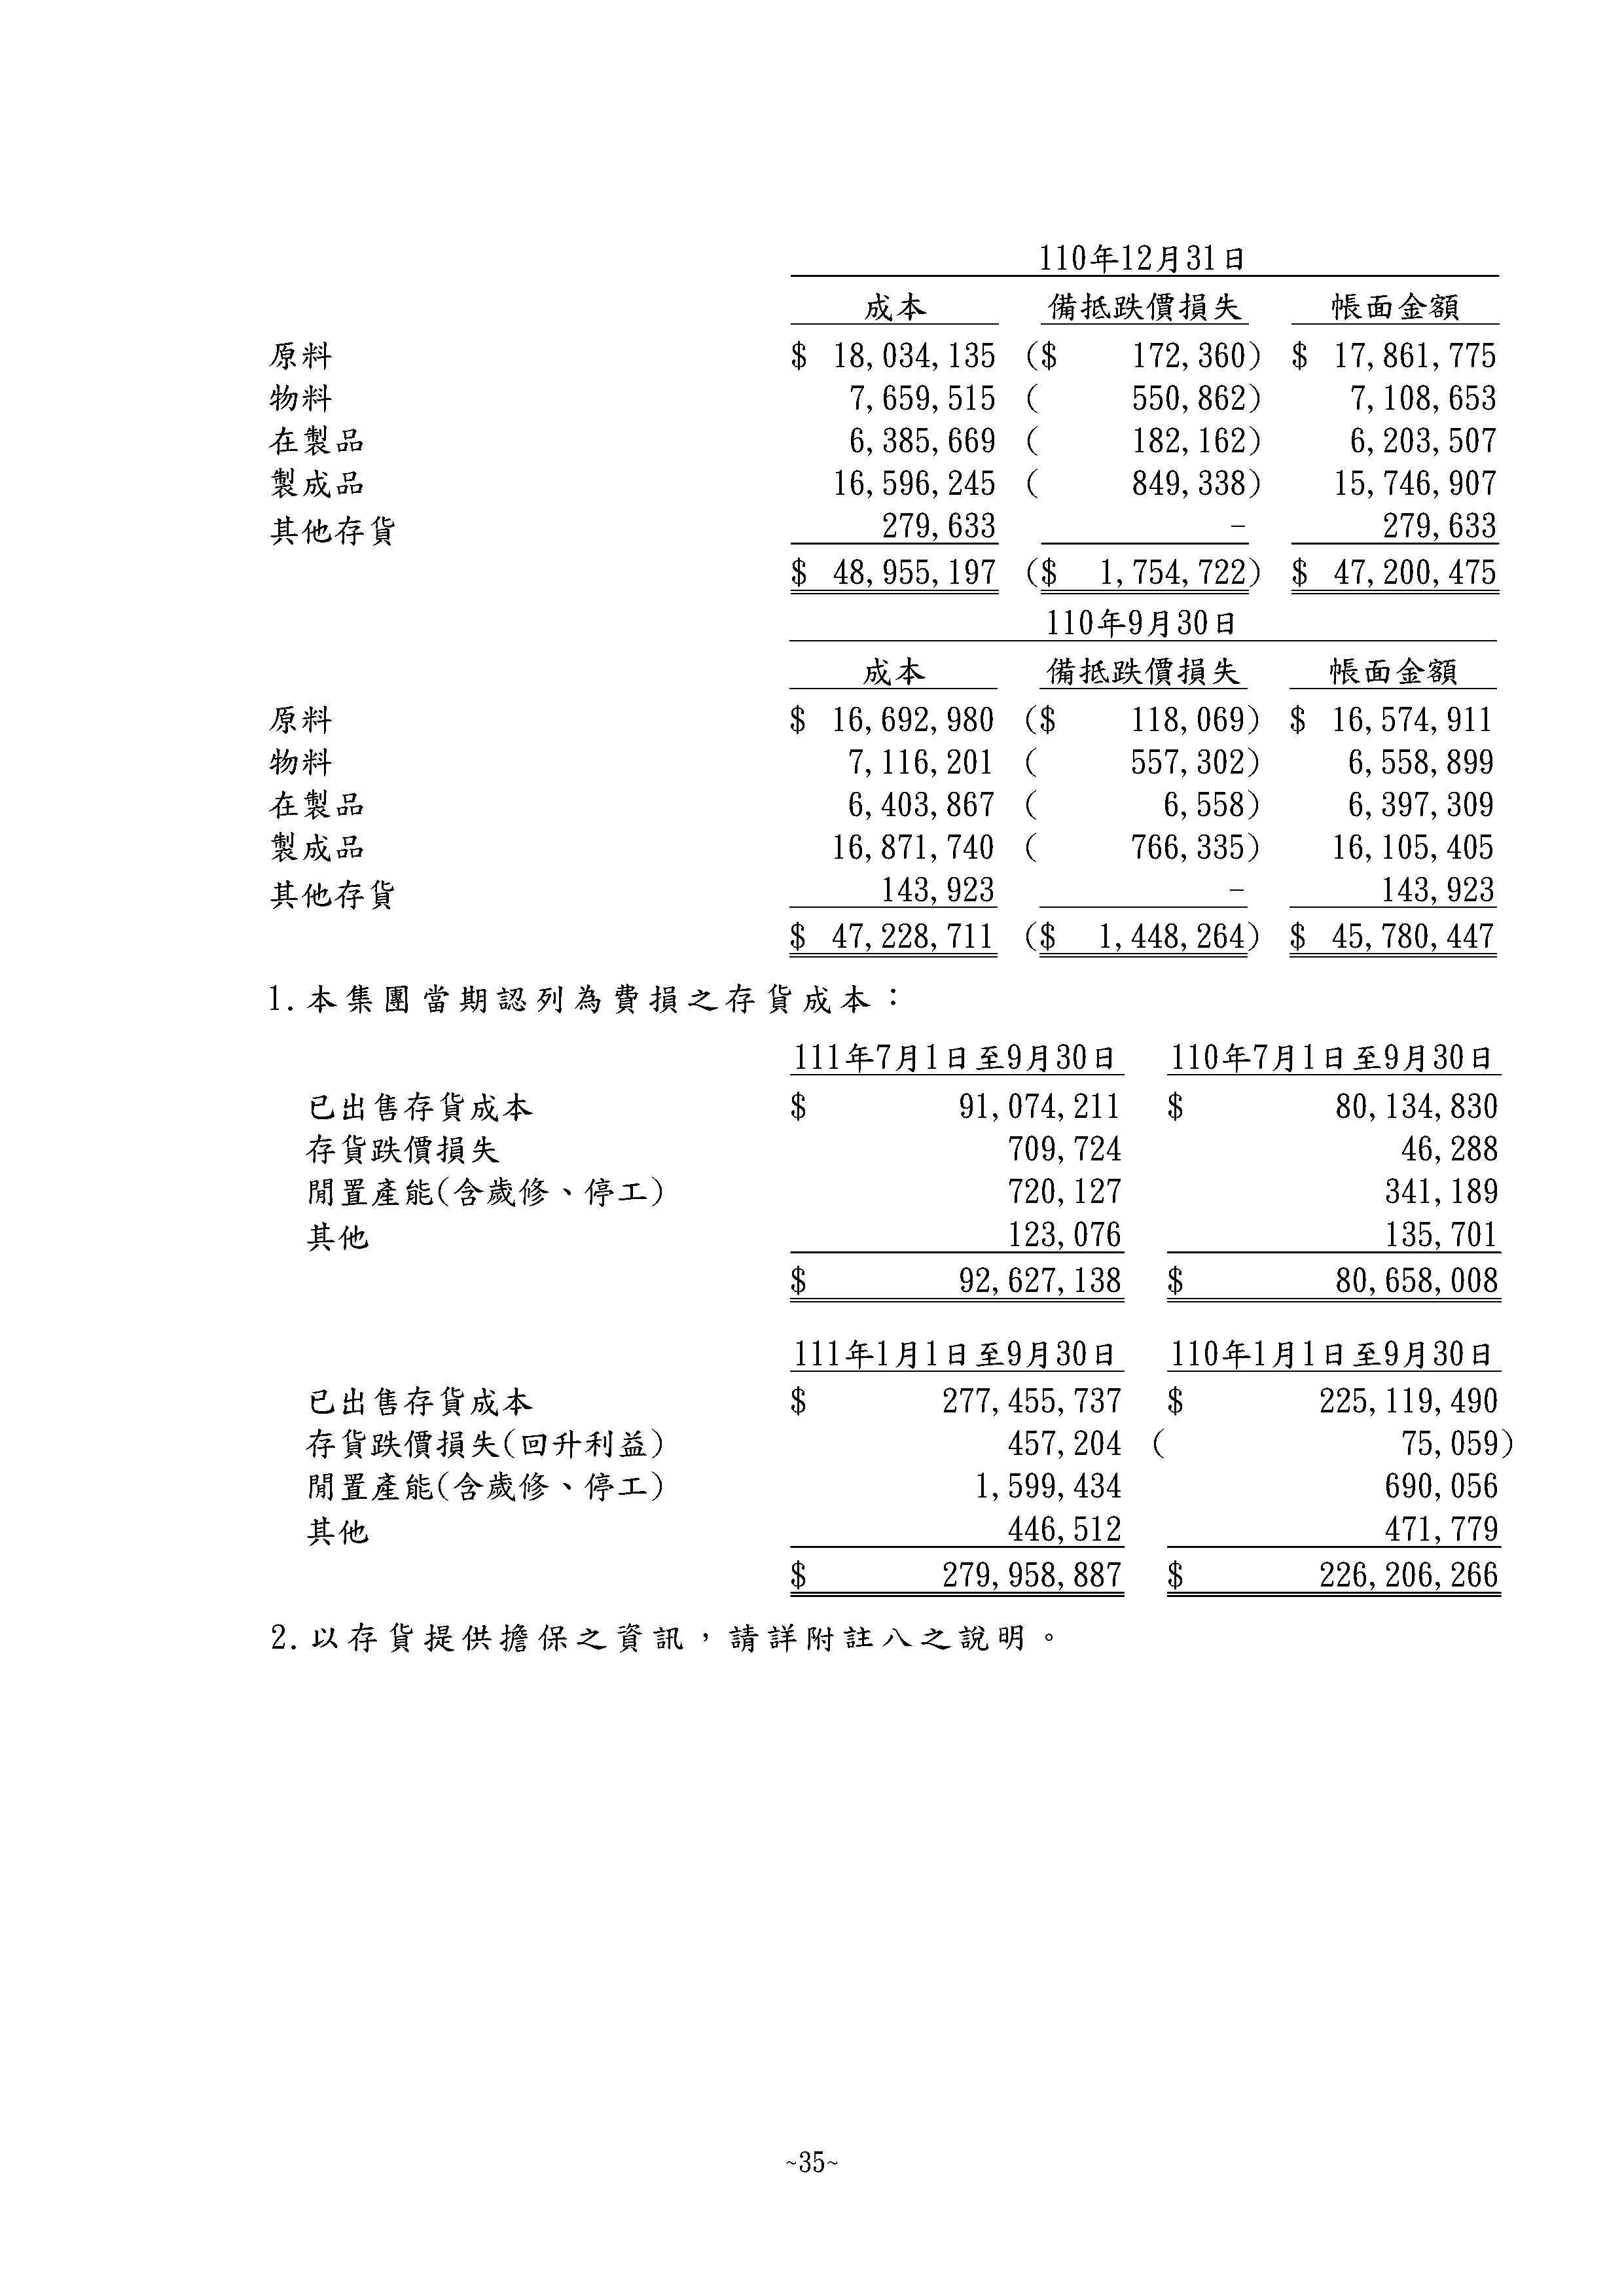 110年12月31日
成本 備抵跌價損失 帳面金額
原料 $ 18,034,135 ($ 172,360) $ 17,861,775
物料 7,659,515 ( 550,862) 7,108,653
在製品 6,385,669 ( 182,162) 6,203,507
製成品 16,596,245 ( 849,338) 15,746,907
其他存貨 279,633 - 279,633
$ 48,955,197 ($ 1,754,722) $ 47,200,475
110年9月30日
成本 備抵跌價損失 帳面金額
原料 $ 16,692,980 ($ 118,069) $ 16,574,911
物料 7,116,201 ( 557,302) 6,558,899
在製品 6,403,867 ( 6,558) 6,397,309
製成品 16,871,740 ( 766,335) 16,105,405
其他存貨 143,923 - 143,923
$ 47,228,711 ($ 1,448,264) $ 45,780,447
1.本集團當期認列為費損之存貨成本：
111年7月1日至9月30日 110年7月1日至9月30日
已出售存貨成本 $ 91,074,211 $ 80,134,830
存貨跌價損失 709,724 46,288
閒置產能(含歲修、停工) 720,127 341,189
其他 123,076 135,701
$ 92,627,138 $ 80,658,008
111年1月1日至9月30日 110年1月1日至9月30日
已出售存貨成本 $ 277,455,737 $ 225,119,490
存貨跌價損失(回升利益) 457,204 ( 75,059)
閒置產能(含歲修、停工) 1,599,434 690,056
其他 446,512 471,779
$ 279,958,887 $ 226,206,266
2.以存貨提供擔保之資訊，請詳附註八之說明。
~35~